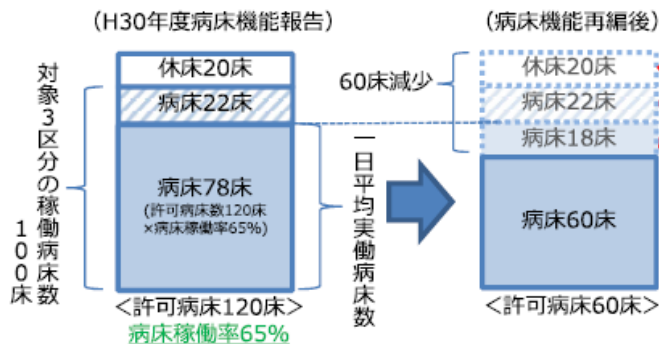 (H30年度病床機能報告)
(病床機能再編後)
対象3区分の稼働病床数
100床
休床20床
病床22床
病床78床
(許可病床数120床
×病床稼働率65%)
一日平均実働病床数
<許可病床120床>
病床稼働率65%
60床減少
休床20床
病床22床
病床18床
病床60床
<許可病床60床>